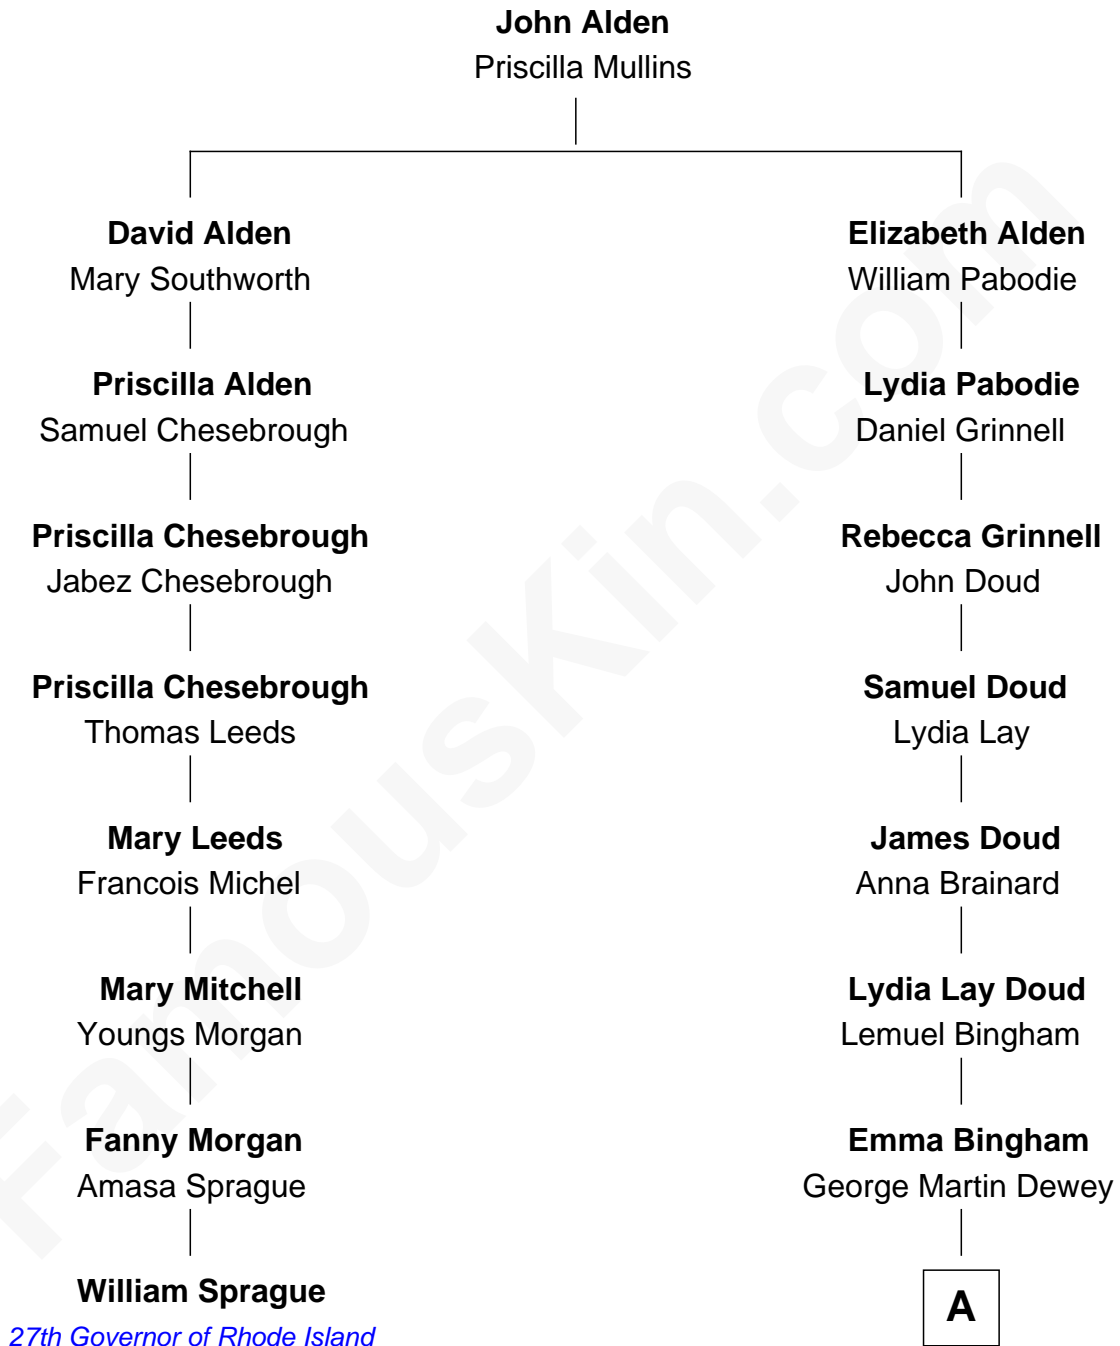 John Alden
Priscilla Mullins
David Alden
Mary Southworth
Elizabeth Alden
William Pabodie
Priscilla Alden
Samuel Chesebrough
Lydia Pabodie
Daniel Grinnell
Priscilla Chesebrough
Jabez Chesebrough
Rebecca Grinnell
John Doud
Priscilla Chesebrough
Thomas Leeds
Samuel Doud
Lydia Lay
Mary Leeds
Francois Michel
James Doud
Anna Brainard
Mary Mitchell
Youngs Morgan
Lydia Lay Doud
Lemuel Bingham
Fanny Morgan
Amasa Sprague
Emma Bingham
George Martin Dewey
William Sprague
27th Governor of Rhode Island
A
FamousKin.com